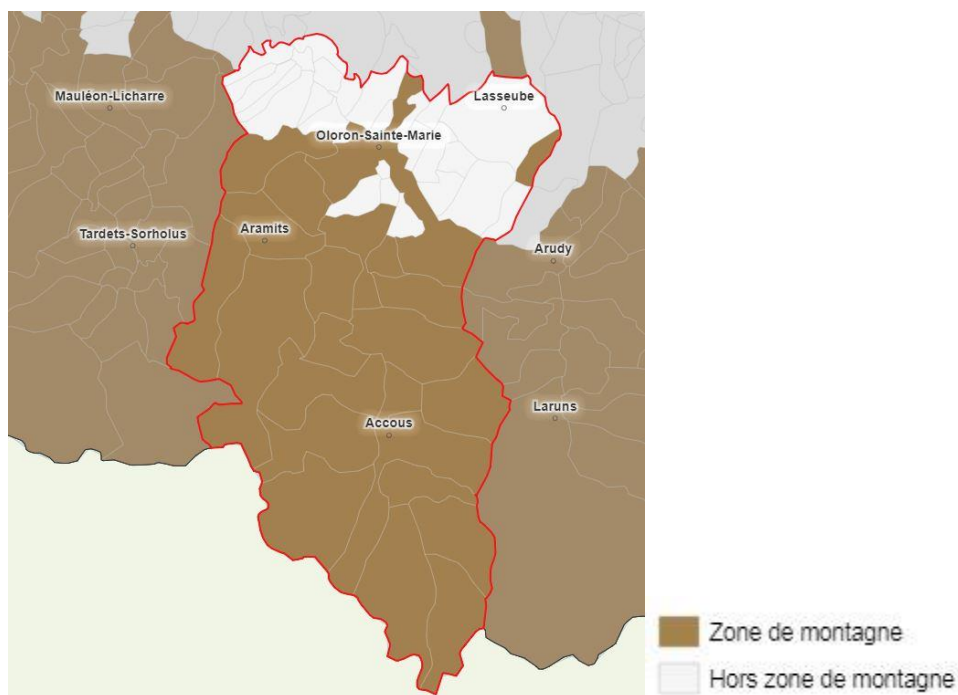 Mauléon-Licharre
Lasseube
Oloron-Sainte-Marie
Aramits
Tardets-Sorholus
Arudy
Laruns
Accous
Zone de montagne
Hors zone de montagne